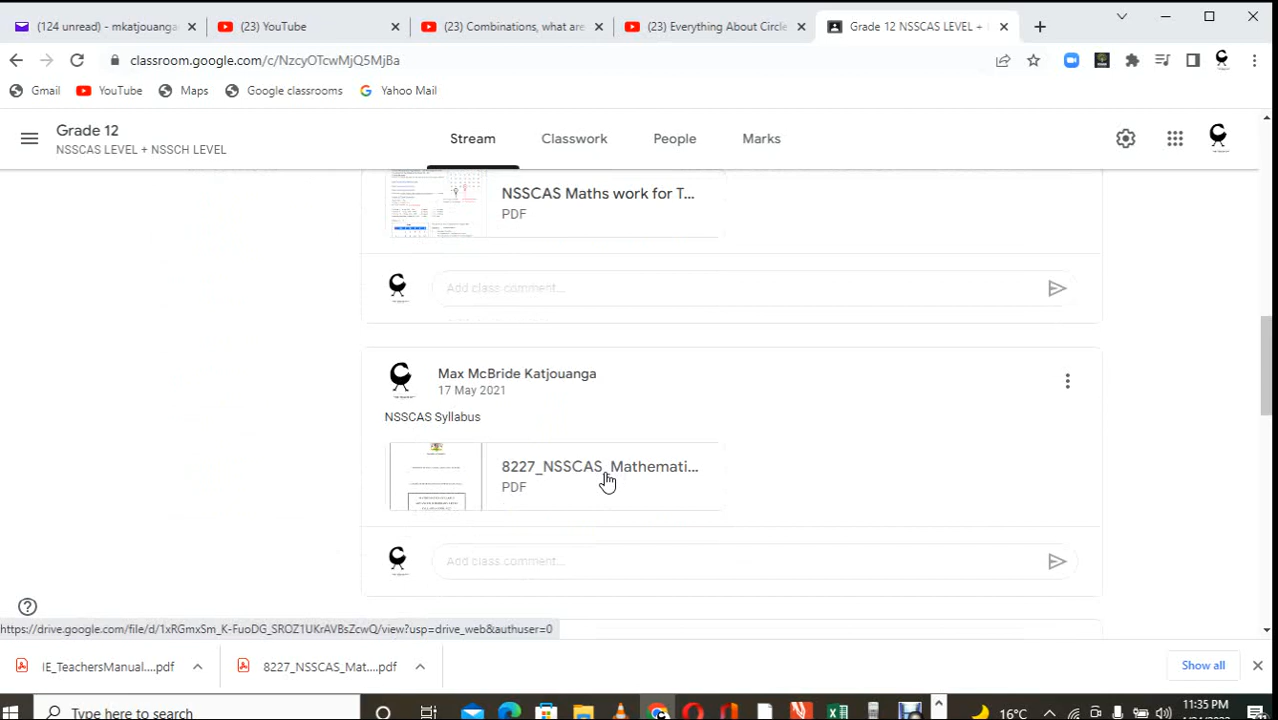 (124 unread) - mkatjouanga
(23) YouTube
(23) Combinations, what are
(23) Everything About Circle
Grade 12 NSSCAS LEVEL +
classroom.google.com/c/NzcyOTcwMjQ5MjBa
Gmail
YouTube
Maps
Google classrooms
Yahoo Mail
Grade 12
NSSCAS LEVEL + NSSCH LEVEL
Stream
Classwork
People
Marks
NSSCAS Maths work for T...
PDF
Add class comment...
Max McBride Katjouanga
17 May 2021
NSSCAS Syllabus
8227_NSSCAS_Mathemati...
PDF
Add class comment...
https://drive.google.com/file/d/1xRGmxSm_K-FuoDG_SROZ1UKrAVBsZcwQ/view?usp=drive_web&authuser=0
IE_TeachersManual....pdf
8227_NSSCAS_Mat....pdf
Show all
Type here to search
16°C
11:35 PM